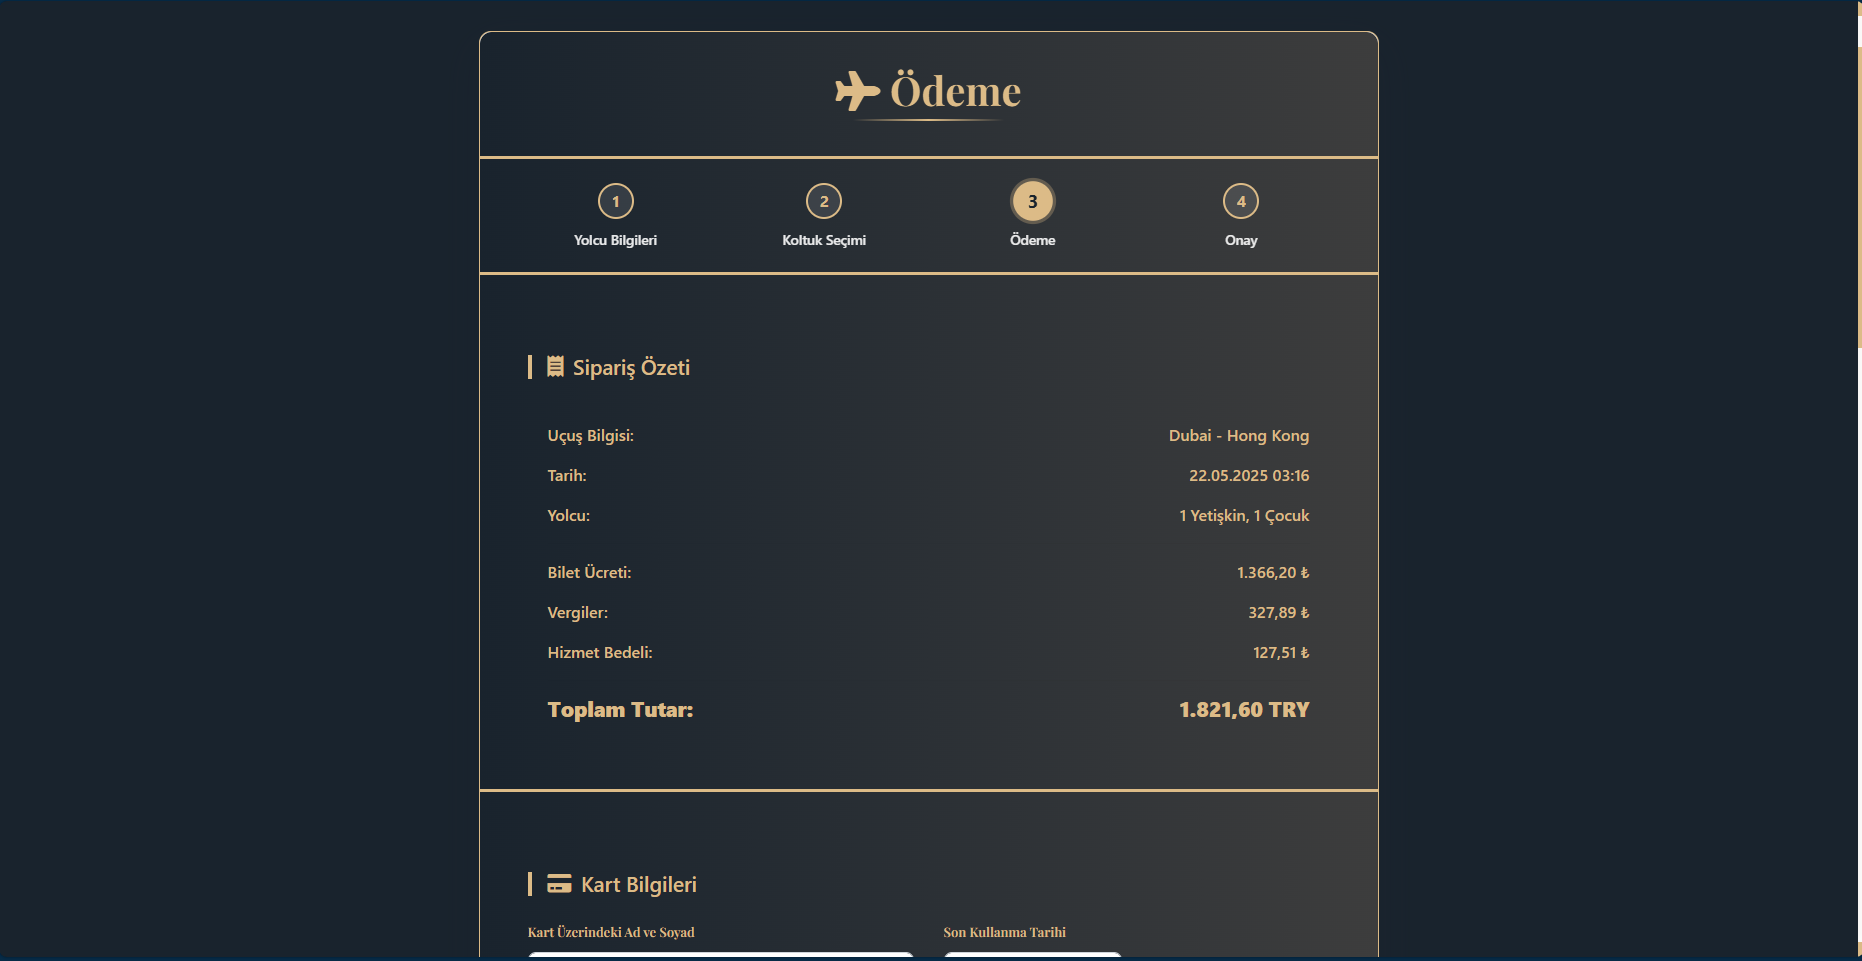 Ödeme
1
2
3
4
Yolcu Bilgileri
Koltuk Seçimi
Ödeme
Onay
Sipariş Özeti
Uçuş Bilgisi: Dubai - Hong Kong
Tarih: 22.05.2025 03:16
Yolcu: 1 Yetişkin, 1 Çocuk
Bilet Ücreti: 1.366,20 ₺
Vergiler: 327,89 ₺
Hizmet Bedeli: 127,51 ₺
Toplam Tutar: 1.821,60 TRY
Kart Bilgileri
Kart Üzerindeki Ad ve Soyad
Son Kullanma Tarihi